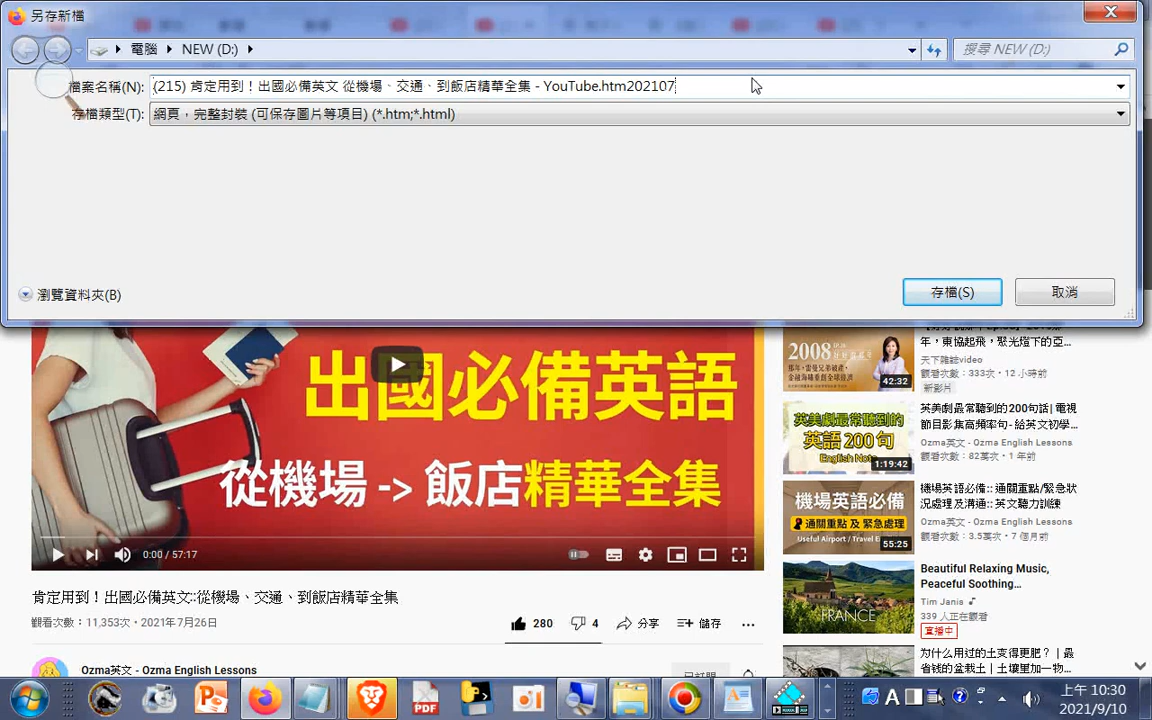 另存新檔
電腦 NEW (D:)
搜尋 NEW (D:)
檔案名稱(N):
(215) 肯定用到！出國必備英文 從機場、交通、到飯店精華全集 - YouTube.htm202107
存檔類型(T):
網頁，完整封裝 (可保存圖片等項目) (*.htm;*.html)
瀏覽資料夾(B)
存檔(S)
取消
出國必備英語
從機場 -> 飯店精華全集
0:00 / 57:17
肯定用到！出國必備英文::從機場、交通、到飯店精華全集
觀看次數：11,353次・2021年7月26日
280
4
分享
儲存
Ozma英文 - Ozma English Lessons
2008
42:32
年，東協起飛，聚光燈下的亞...
天下雜誌video
觀看次數：333次・12 小時前
新影片
英美劇最常聽到的
英語200句
English Note
1:19:42
英美劇最常聽到的200句話| 電視
節目影集高頻率句 - 給英文初學...
Ozma英文 - Ozma English Lessons
觀看次數：82萬次・1 年前
機場英語必備
通關重點 及 緊急處理
Useful Airport / Travel
55:25
機場英語必備:: 通關重點/緊急狀
況處理及溝通:: 英文聽力訓練
Ozma英文 - Ozma English Lessons
觀看次數：3.5萬次・7 個月前
FRANCE
Beautiful Relaxing Music,
Peaceful Soothing...
Tim Janis
339 人正在觀看
直播中
为什么用过的土变得更肥？｜最
省钱的盆栽土｜土壤里加一物...
PDF
A
上午 10:30
2021/9/10